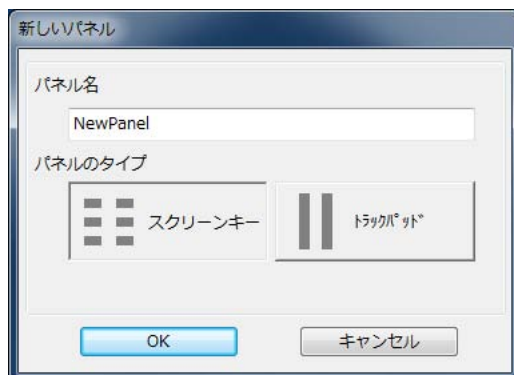 新しいパネル
パネル名
NewPanel
パネルのタイプ
スクリーンキー ﾄﾗｯｸﾊﾟｯﾄﾞ
OK キャンセル